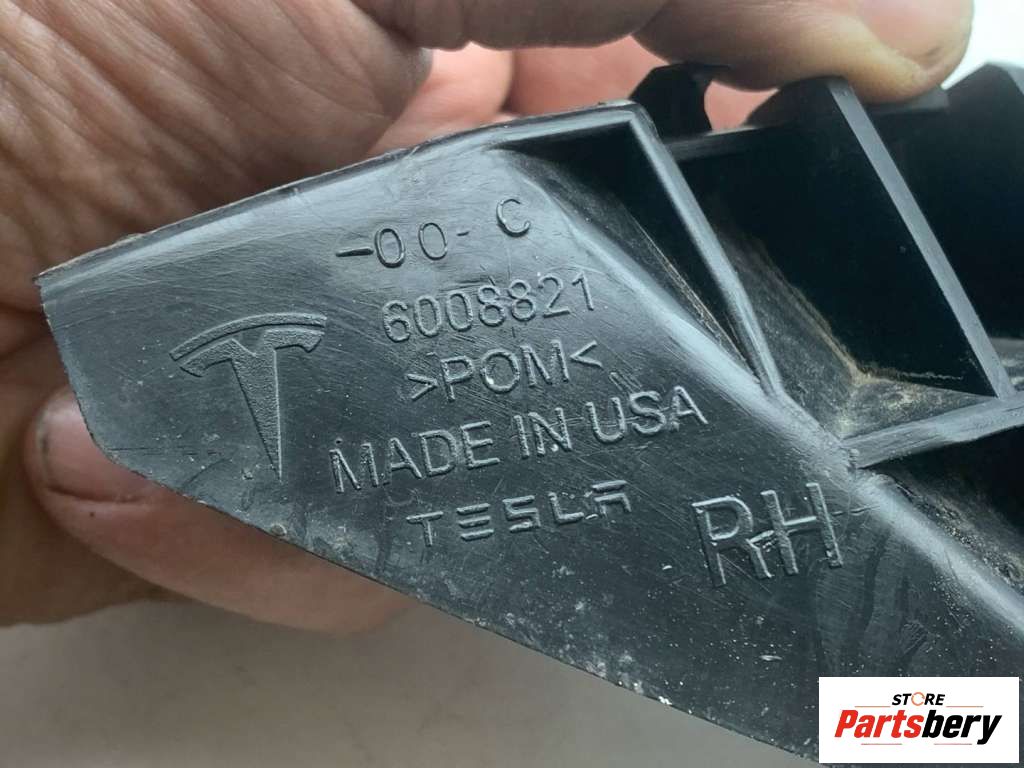 -00- C
6008821
>POM<
MADE IN USA
TESLA
RH
STORE
Partsbery